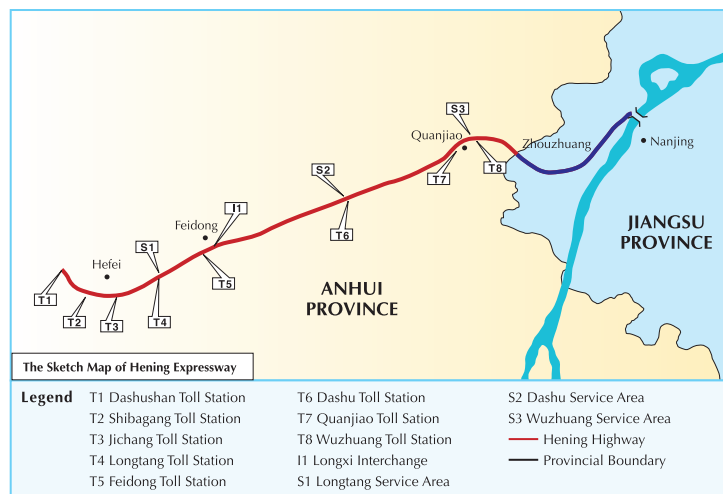 S3
Quanjiao
Zhouzhuang
Nanjing
T7
T8
S2
I1
Feidong
T6
JIANGSU
PROVINCE
S1
Hefei
T5
ANHUI
PROVINCE
T1
T2
T3
T4
The Sketch Map of Hening Expressway
Legend
T1 Dashushan Toll Station
T2 Shibagang Toll Station
T3 Jichang Toll Station
T4 Longtang Toll Station
T5 Feidong Toll Station
T6 Dashu Toll Station
T7 Quanjiao Toll Sation
T8 Wuzhuang Toll Station
I1 Longxi Interchange
S1 Longtang Service Area
S2 Dashu Service Area
S3 Wuzhuang Service Area
Hening Highway
Provincial Boundary